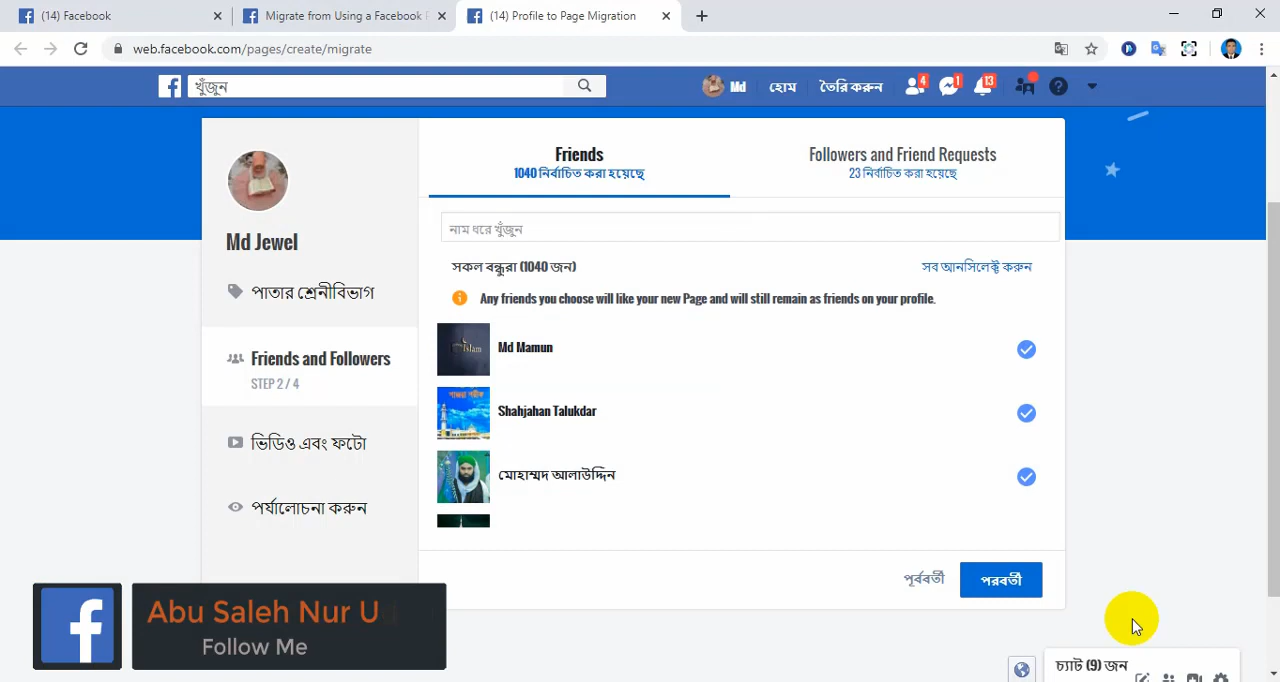 (14) Facebook
Migrate from Using a Facebook P
(14) Profile to Page Migration
web.facebook.com/pages/create/migrate
খুঁজুন
Md
হোম
তৈরি করুন
4
1
13
Md Jewel
পাতার শ্রেনীবিভাগ
Friends and Followers
STEP 2 / 4
ভিডিও এবং ফটো
পর্যালোচনা করুন
Friends
1040 নির্বাচিত করা হয়েছে
Followers and Friend Requests
23 নির্বাচিত করা হয়েছে
নাম ধরে খুঁজুন
সকল বন্ধুরা (1040 জন)
সব আনসিলেক্ট করুন
Any friends you choose will like your new Page and will still remain as friends on your profile.
Md Mamun
Islam
Shahjahan Talukdar
মোহাম্মদ আলাউদ্দিন
পূর্ববর্তী
পরবর্তী
Abu Saleh Nur U
Follow Me
চ্যাট (9) জন